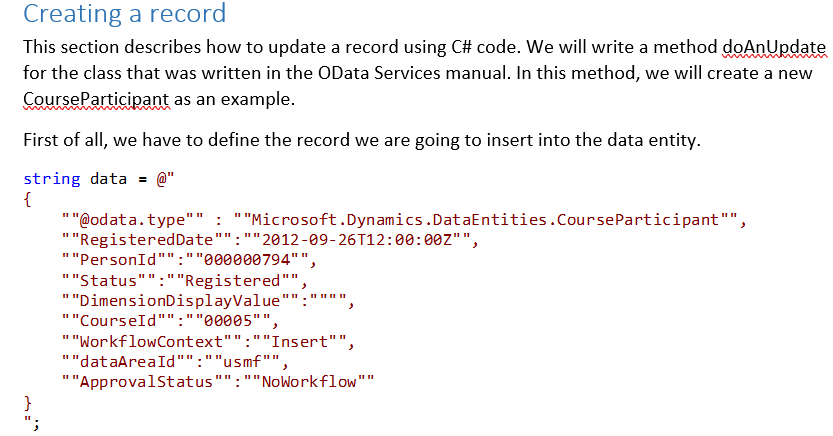 Creating a record
This section describes how to update a record using C# code. We will write a method doAnUpdate
for the class that was written in the OData Services manual. In this method, we will create a new
CourseParticipant as an example.
First of all, we have to define the record we are going to insert into the data entity.
string data = @"
{
    ""@odata.type"" : ""Microsoft.Dynamics.DataEntities.CourseParticipant"",
    ""RegisteredDate"":""2012-09-26T12:00:00Z"",
    ""PersonId"":""000000794"",
    ""Status"":""Registered"",
    ""DimensionDisplayValue"":"""",
    ""CourseId"":""00005"",
    ""WorkflowContext"":""Insert"",
    ""dataAreaId"":""usmf"",
    ""ApprovalStatus"":""NoWorkflow""
}
";